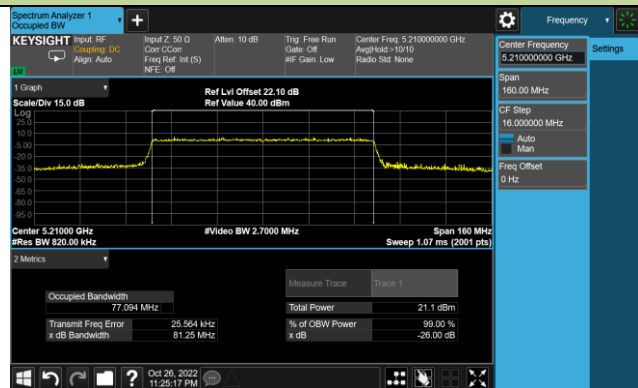 Spectrum Analyzer 1
Occupied BW
+
Frequency
KEYSIGHT Input: RF
Coupling: DC
Align: Auto
Input Z: 50 Ω
Corr CCorr
Freq Ref: Int (S)
NFE: Off
Atten: 10 dB
Trig: Free Run
Gate: Off
#IF Gain: Low
Center Freq: 5.210000000 GHz
Avg|Hold:>10/10
Radio Std: None
LXI
Center Frequency
5.210000000 GHz
Settings
Span
160.00 MHz
CF Step
16.000000 MHz
Auto
Man
Freq Offset
0 Hz
1 Graph
Scale/Div 15.0 dB
Ref Lvl Offset 22.10 dB
Ref Value 40.00 dBm
Log
25.0
10.0
-5.00
-20.0
-35.0
-50.0
-65.0
-80.0
-95.0
Center 5.21000 GHz
#Res BW 820.00 kHz
#Video BW 2.7000 MHz
Span 160 MHz
Sweep 1.07 ms (2001 pts)
2 Metrics
Measure Trace Trace 1
Occupied Bandwidth
77.094 MHz
Total Power 21.1 dBm
Transmit Freq Error 25.564 kHz
% of OBW Power 99.00 %
x dB Bandwidth 81.25 MHz
x dB -26.00 dB
?
Oct 26, 2022
11:25:17 PM